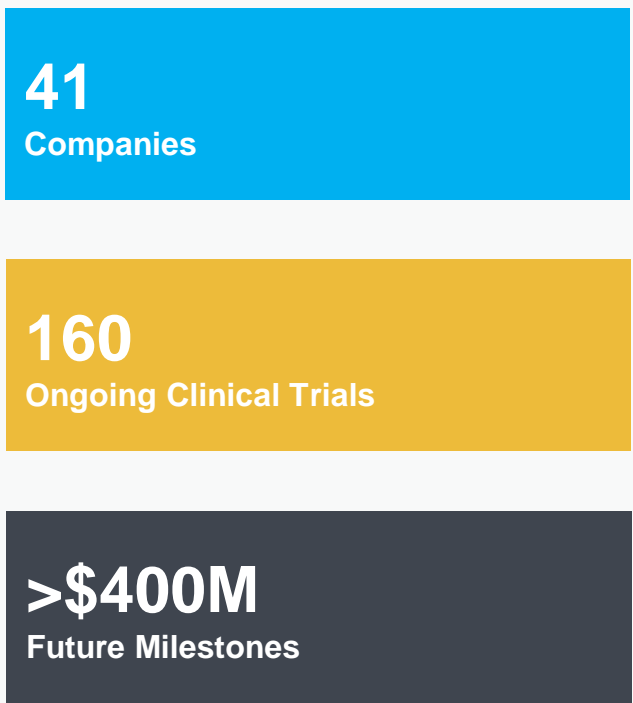 41
Companies
160
Ongoing Clinical Trials
>$400M
Future Milestones